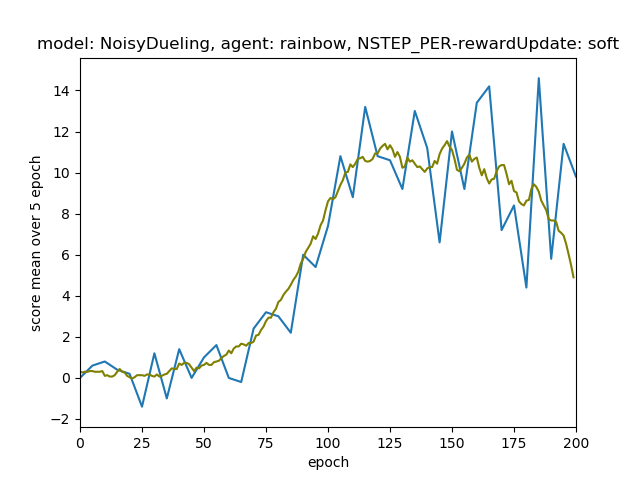 model: NoisyDueling, agent: rainbow, NSTEP_PER-rewardUpdate: soft
14
12
10
8
6
4
2
0
−2
score mean over 5 epoch
0 25 50 75 100 125 150 175 200
epoch